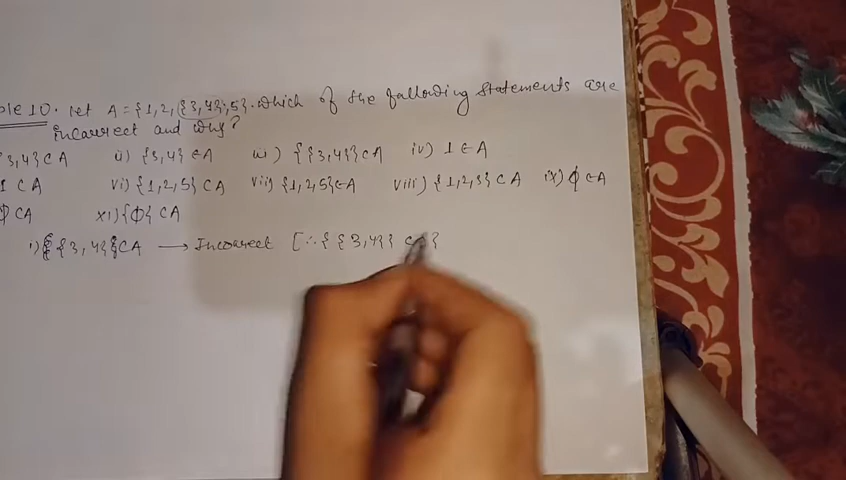 ple 10. Let A = {1, 2, {3, 4}, 5}. which of the following statements are
incorrect and why?
3, 4} ⊂ A ii) {3, 4} ∈ A iii) {{3, 4}} ⊂ A iv) 1 ∈ A
1 ⊂ A vi) {1, 2, 5} ⊂ A vii) {1, 2, 5} ∈ A viii) {1, 2, 3} ⊂ A ix) φ ∈ A
φ ⊂ A xi) {φ} ⊂ A
i) {{3, 4}} ⊂ A → Incorrect [∴ {{3, 4}} ⊂